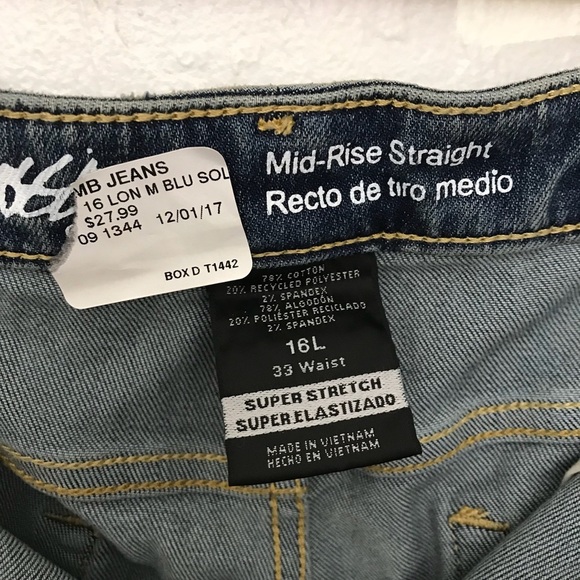 MB JEANS
16 LON M BLU SOL
$27.99
09 1344 12/01/17
BOX D T1442
Mid-Rise Straight
Recto de tiro medio
78% COTTON
20% RECYCLED POLYESTER
2% SPANDEX
78% ALGODÓN
20% POLIÉSTER RECICLADO
2% SPANDEX
16L
33 Waist
SUPER STRETCH
SUPER ELASTIZADO
MADE IN VIETNAM
HECHO EN VIETNAM